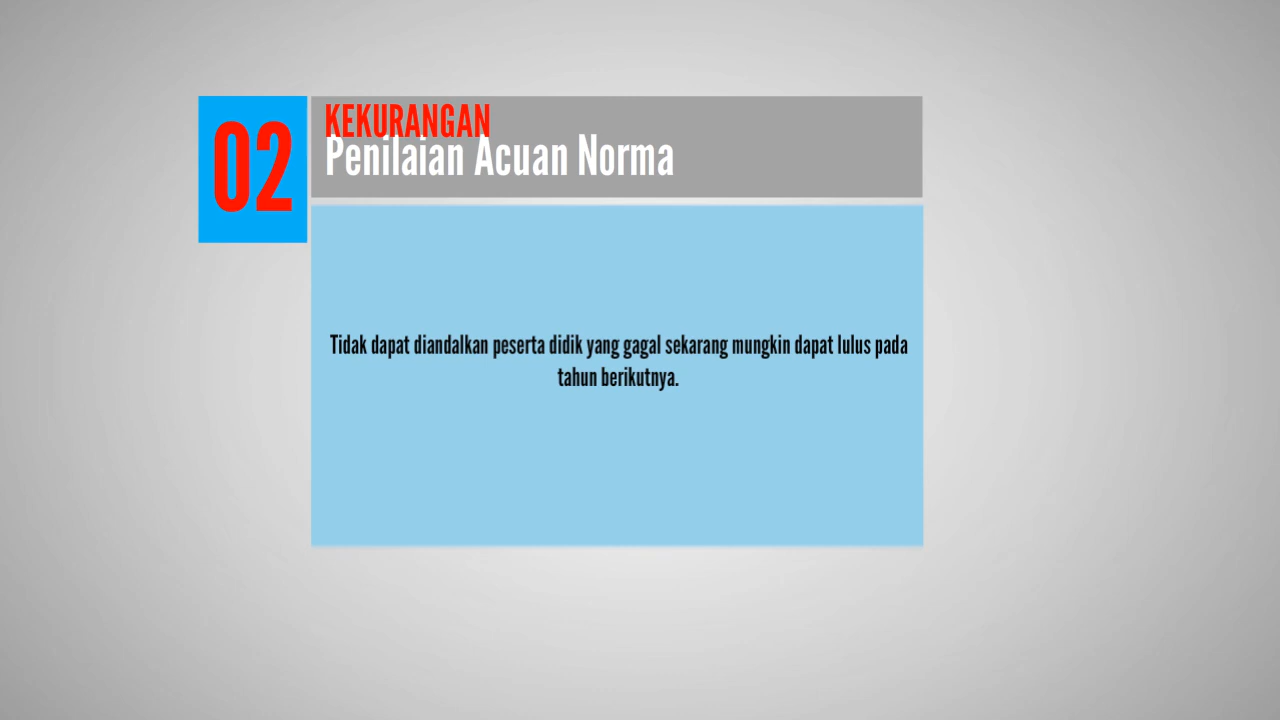 02
KEKURANGAN
Penilaian Acuan Norma
Tidak dapat diandalkan peserta didik yang gagal sekarang mungkin dapat lulus pada
tahun berikutnya.